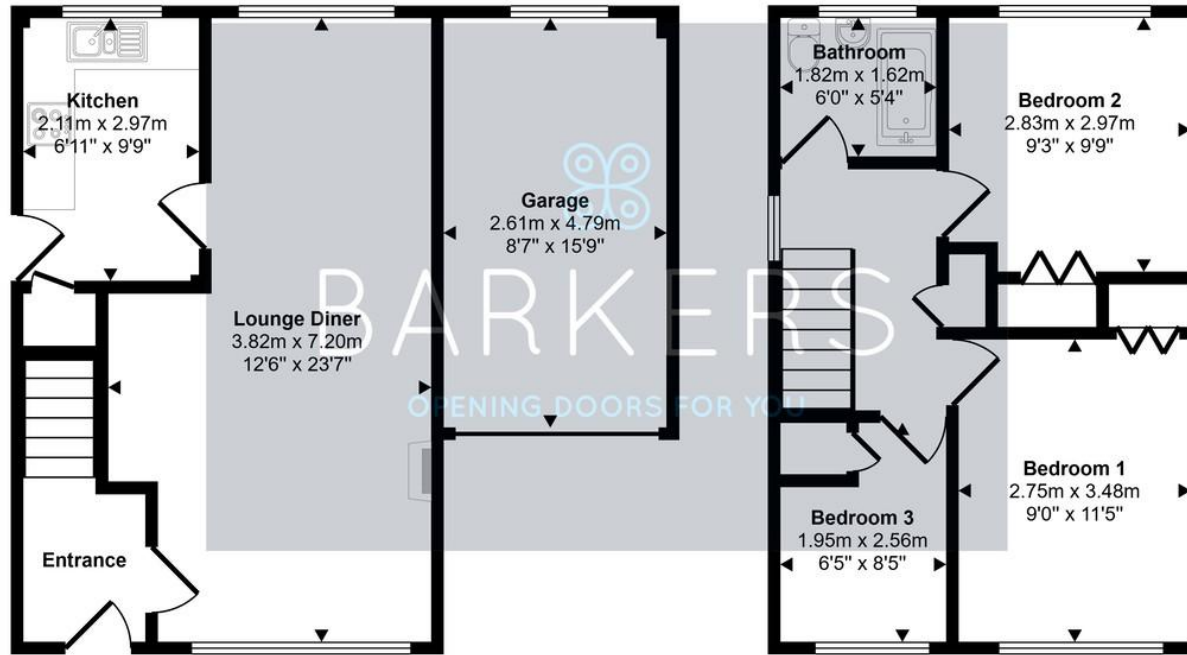 Kitchen
2.11m x 2.97m
6'11" x 9'9"
Lounge Diner
3.82m x 7.20m
12'6" x 23'7"
Entrance
Garage
2.61m x 4.79m
8'7" x 15'9"
BARKERS
OPENING DOORS FOR YOU
Bathroom
1.82m x 1.62m
6'0" x 5'4"
Bedroom 2
2.83m x 2.97m
9'3" x 9'9"
Bedroom 1
2.75m x 3.48m
9'0" x 11'5"
Bedroom 3
1.95m x 2.56m
6'5" x 8'5"